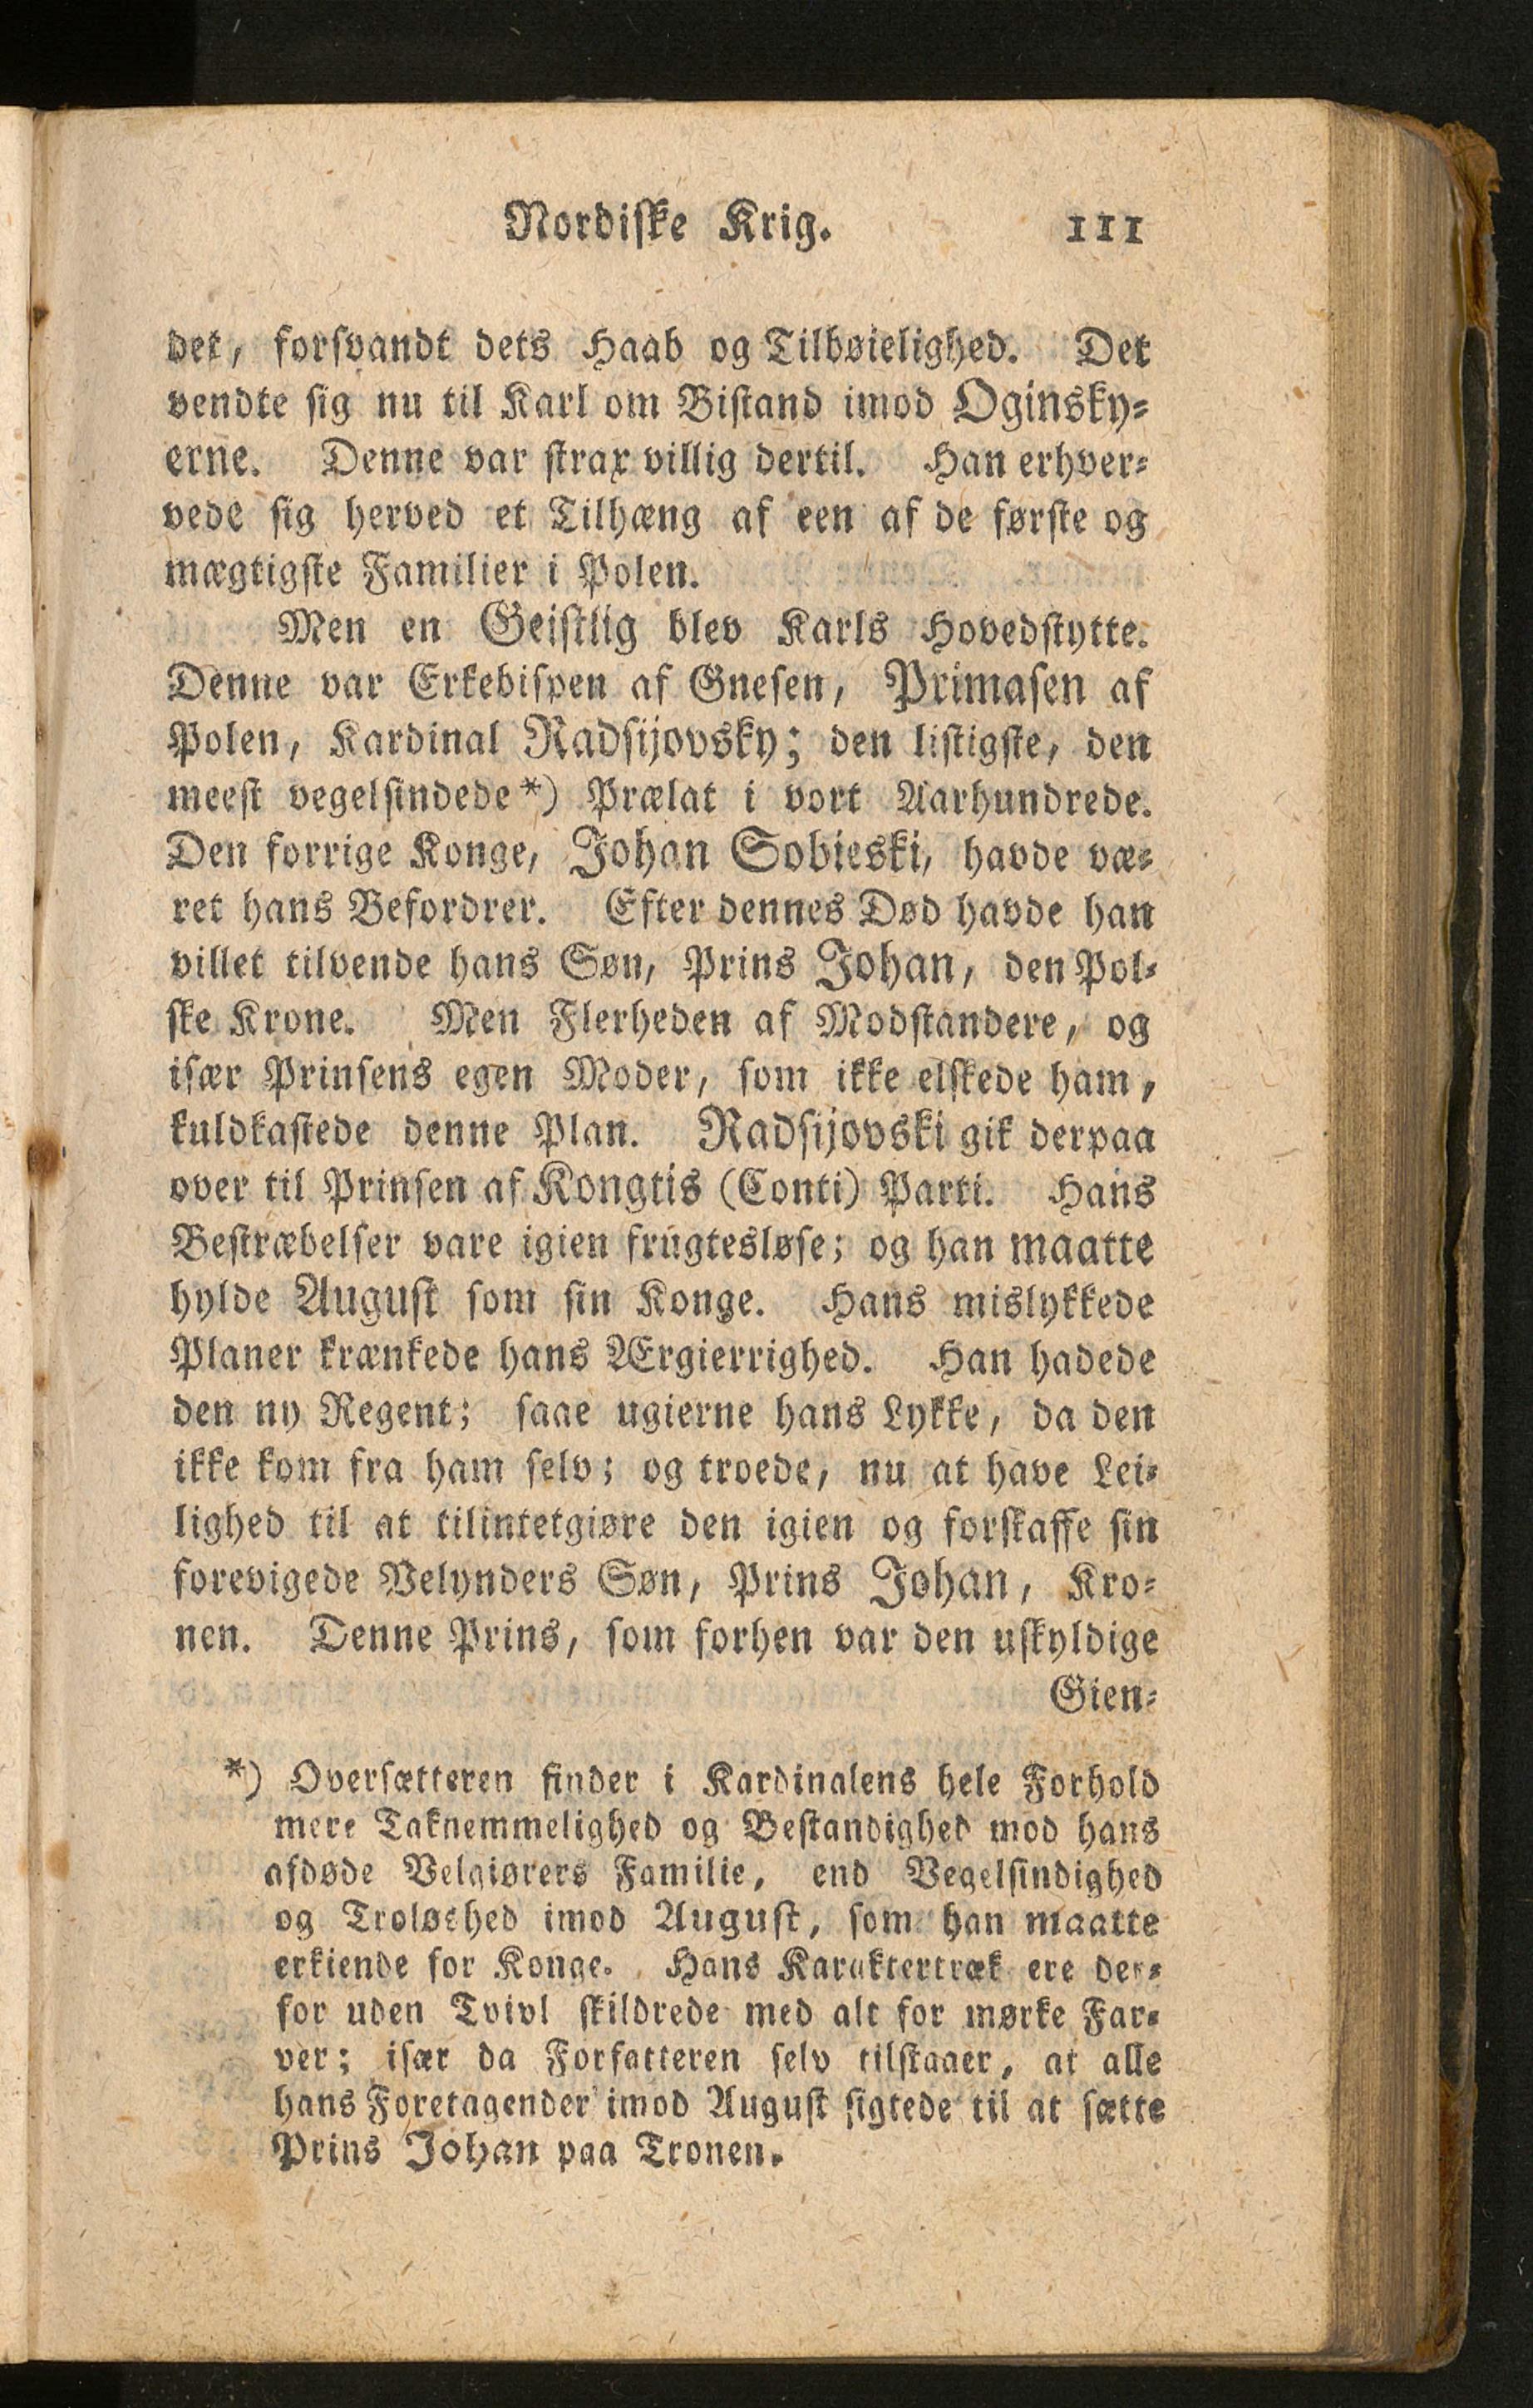 Nordiske Krig. 111
det, forsvandt dets Haab og Tilbøielighed. Det
vendte sig nu til Karl om Bistand imod Oginsky-
erne. Denne var strax villig dertil. Han erhver-
vede sig herved et Tilhæng af een af de første og
mægtigste Familier i Polen.
Men en Geistlig blev Karls Hovedstytte.
Denne var Erkebispen af Gnesen, Primasen af
Polen, Kardinal Radsijovsky; den listigste, den
meest vegelsindede*) Prælat i vort Aarhundrede.
Den forrige Konge, Johan Sobieski, havde væ-
ret hans Befordrer. Efter dennes Død havde han
villet tilvende hans Søn, Prins Johan, den Pol-
ske Krone. Men Flerheden af Modstandere, og
især Prinsens egen Moder, som ikke elskede ham,
kuldkastede denne Plan. Radsijovski gik derpaa
over til Prinsen af Kongtis (Conti) Parti. Hans
Bestræbelser vare igien frugtesløse; og han maatte
hylde August som sin Konge. Hans mislykkede
Planer krænkede hans Ærgierrighed. Han hadede
den ny Regent; saae ugierne hans Lykke, da den
ikke kom fra ham selv; og troede, nu at have Lei-
lighed til at tilintetgiøre den igien og forskaffe sin
forevigede Velynders Søn, Prins Johan, Kro-
nen. Denne Prins, som forhen var den uskyldige
Gien-
*) Oversætteren finder i Kardinalens hele Forhold
mere Taknemmelighed og Bestandighed mod hans
afdøde Velgiørers Familie, end Vegelsindighed
og Troløshed imod August, som han maatte
erkiende for Konge. Hans Karaktertræk ere der-
for uden Tvivl skildrede med alt for mørke Far-
ver; især da Forfatteren selv tilstaaer, at alle
hans Foretagender imod August sigtede til at sætte
Prins Johan paa Tronen.